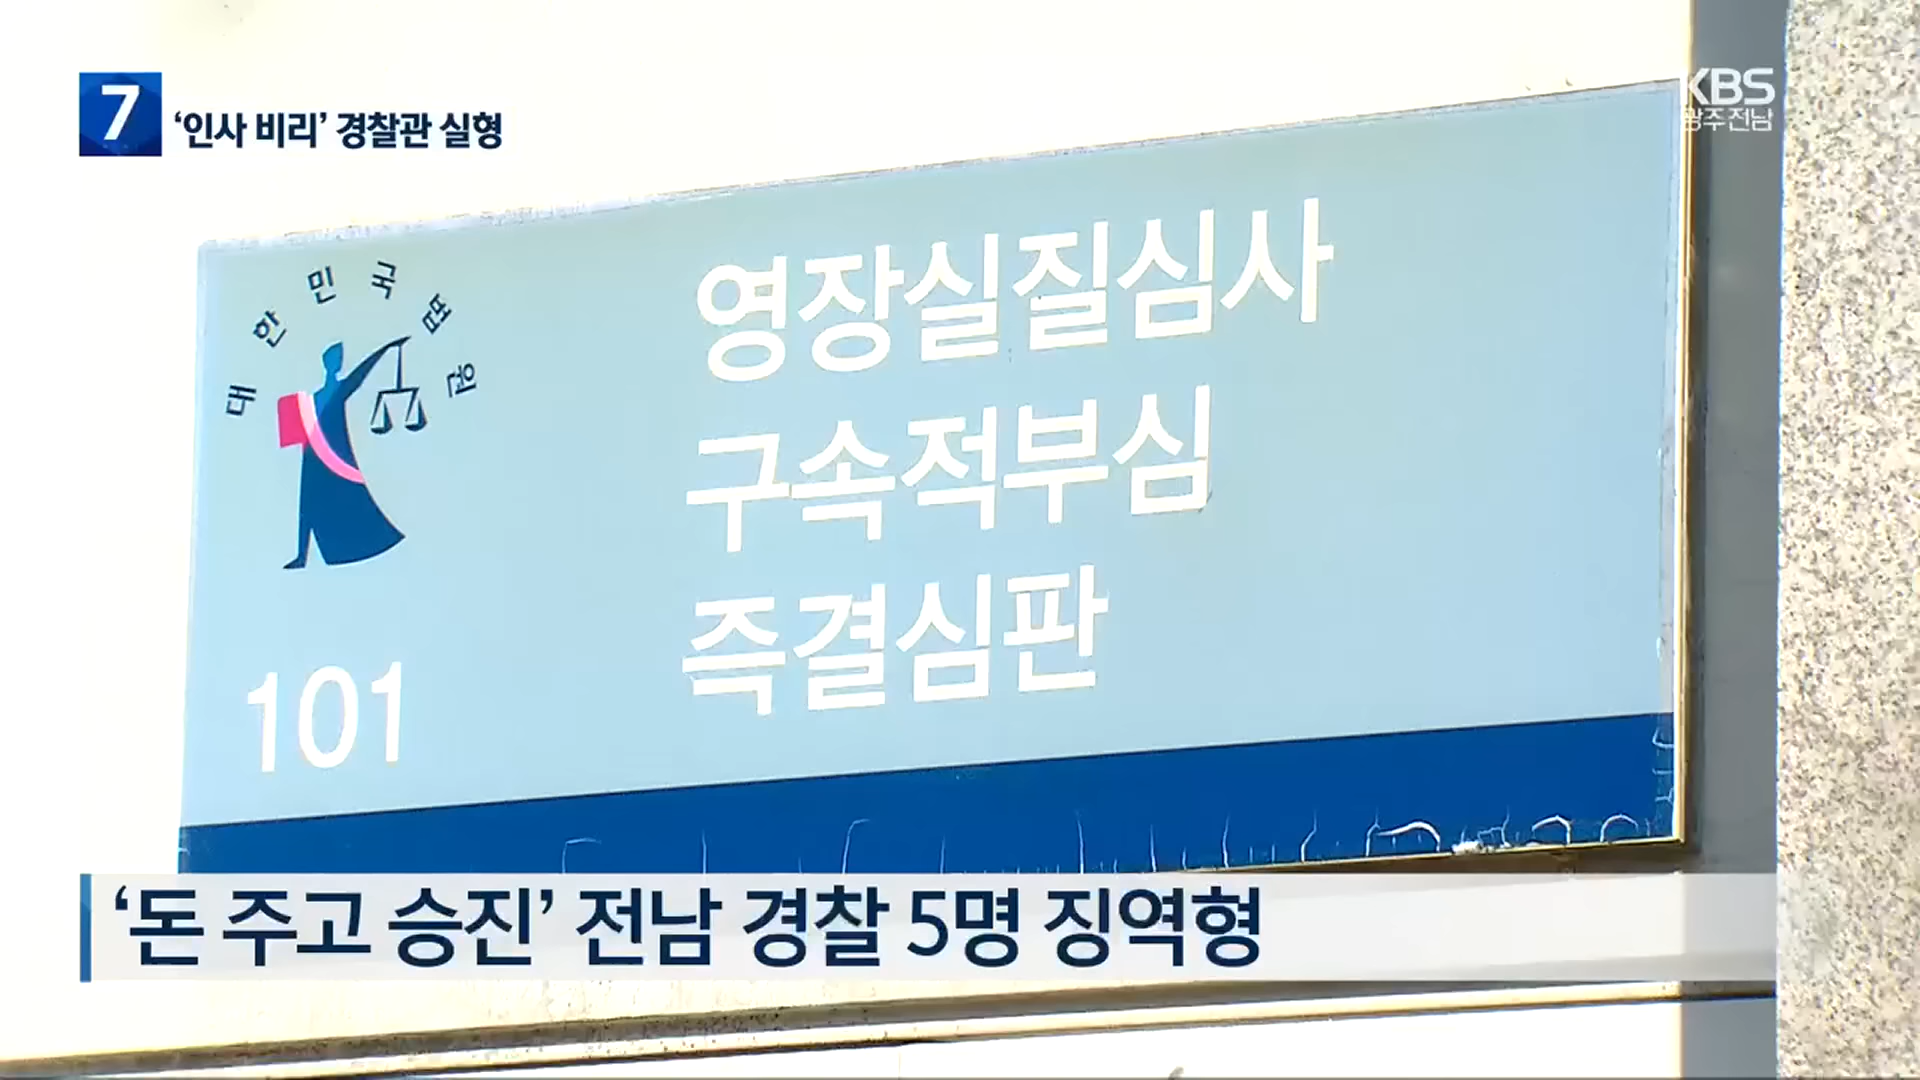 7
‘인사 비리’ 경찰관 실형
KBS
광주전남
대한민국법원
영장실질심사
구속적부심
즉결심판
101
‘돈 주고 승진’ 전남 경찰 5명 징역형